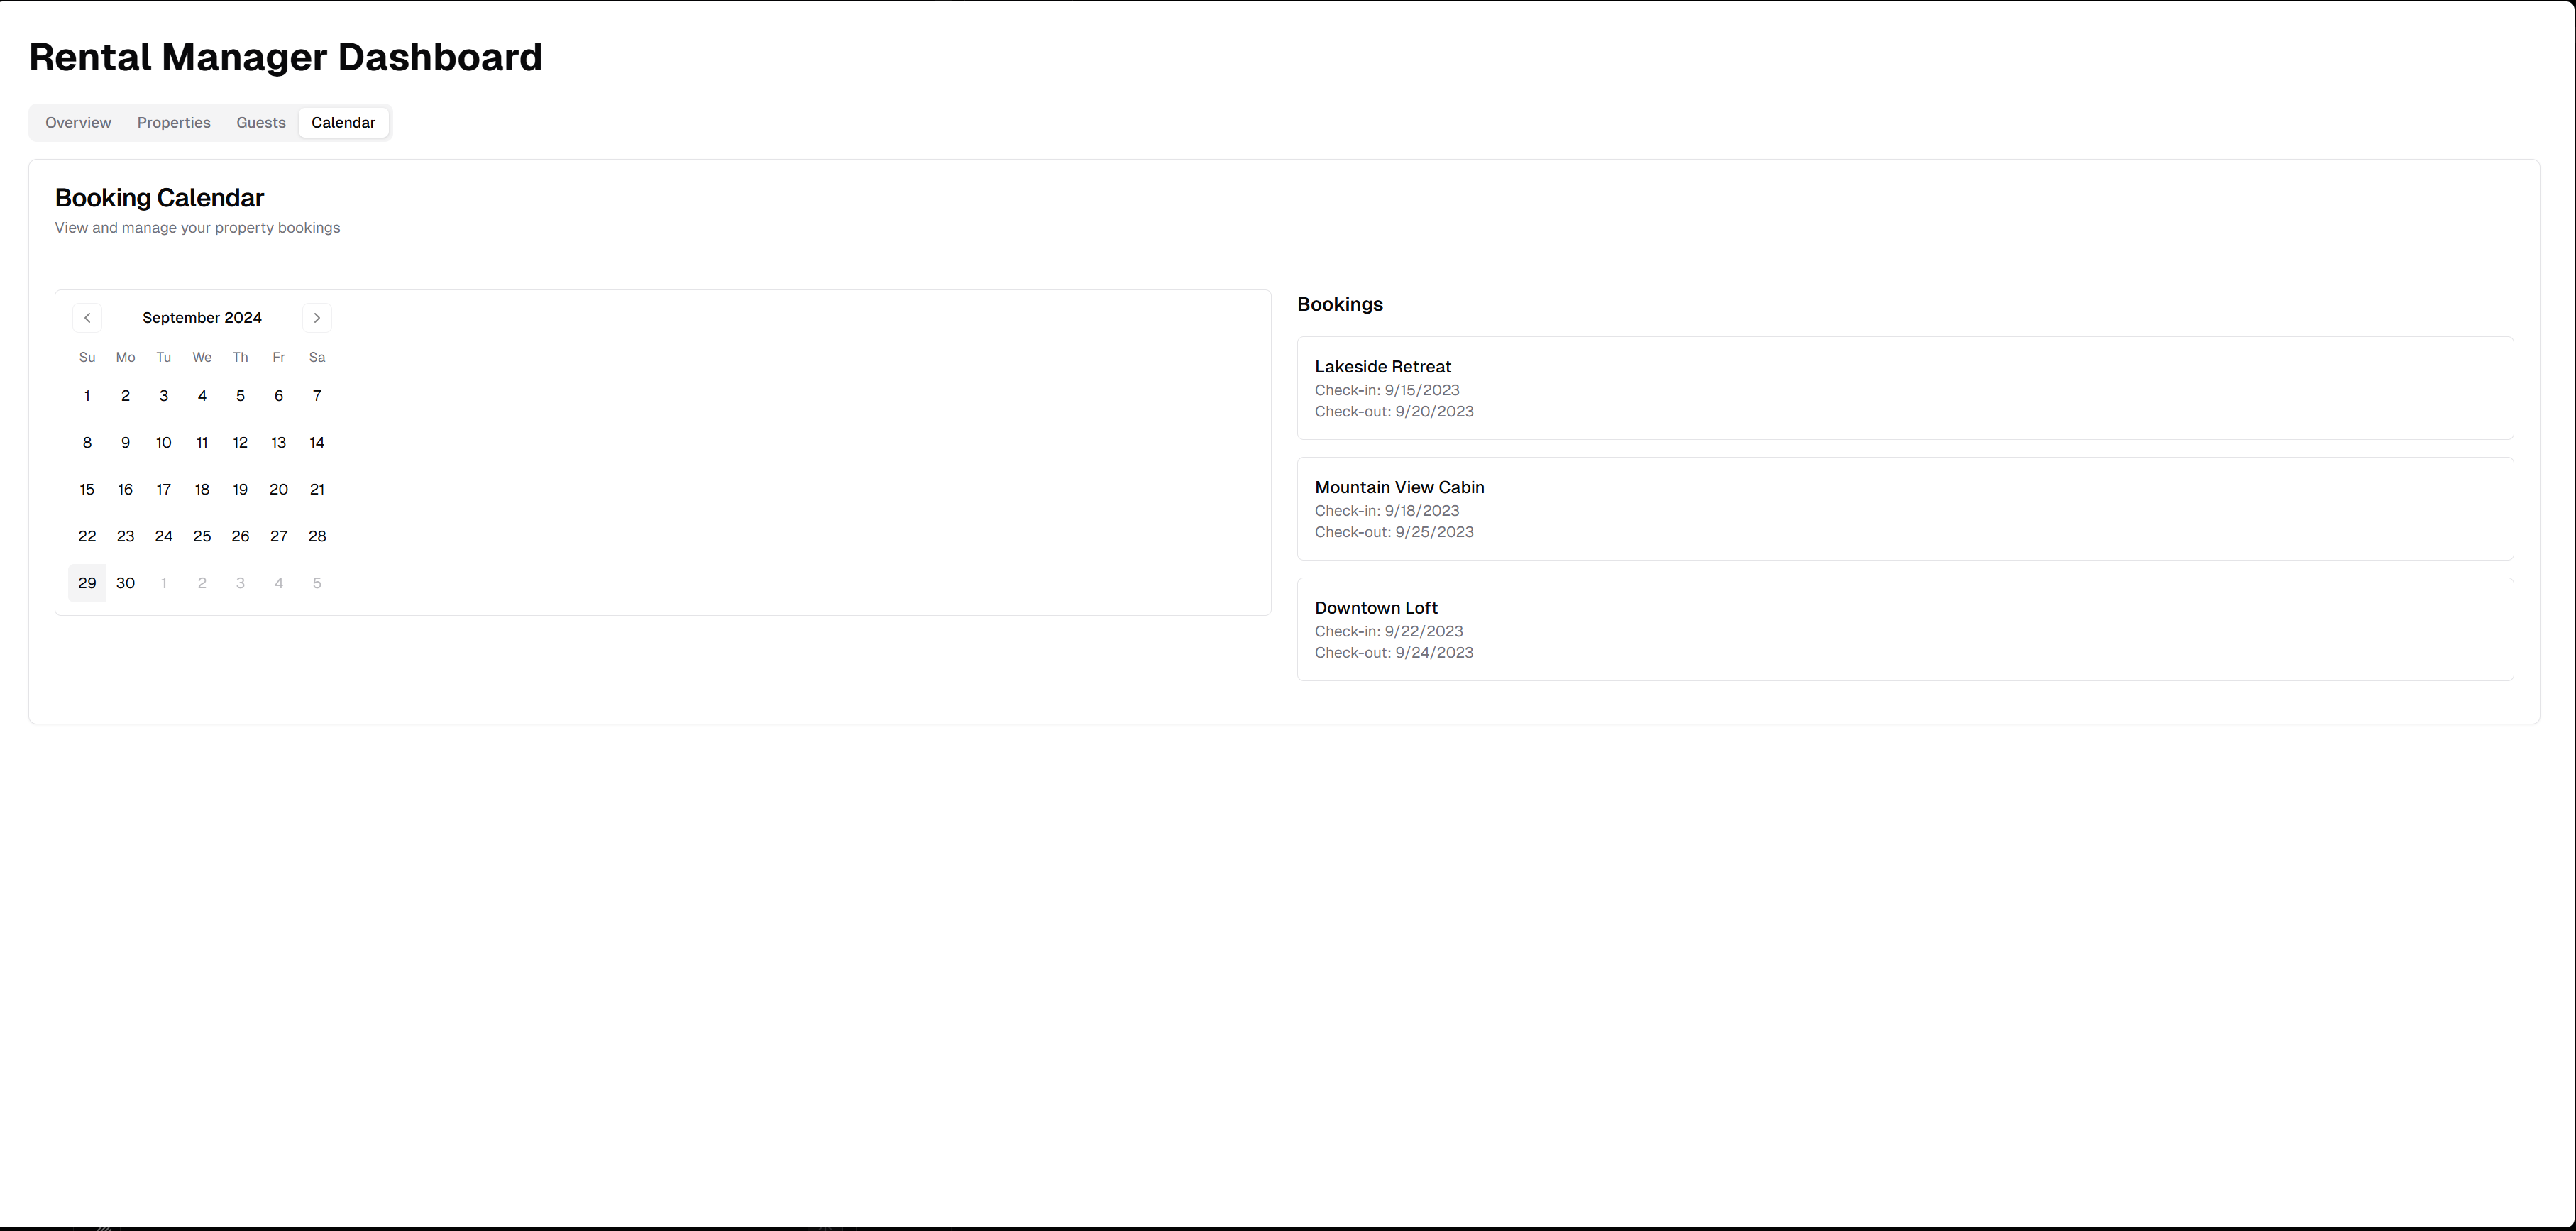 Rental Manager Dashboard
Overview Properties Guests Calendar
Booking Calendar
View and manage your property bookings
September 2024
Su Mo Tu We Th Fr Sa
1 2 3 4 5 6 7
8 9 10 11 12 13 14
15 16 17 18 19 20 21
22 23 24 25 26 27 28
29 30 1 2 3 4 5
Bookings
Lakeside Retreat
Check-in: 9/15/2023
Check-out: 9/20/2023
Mountain View Cabin
Check-in: 9/18/2023
Check-out: 9/25/2023
Downtown Loft
Check-in: 9/22/2023
Check-out: 9/24/2023